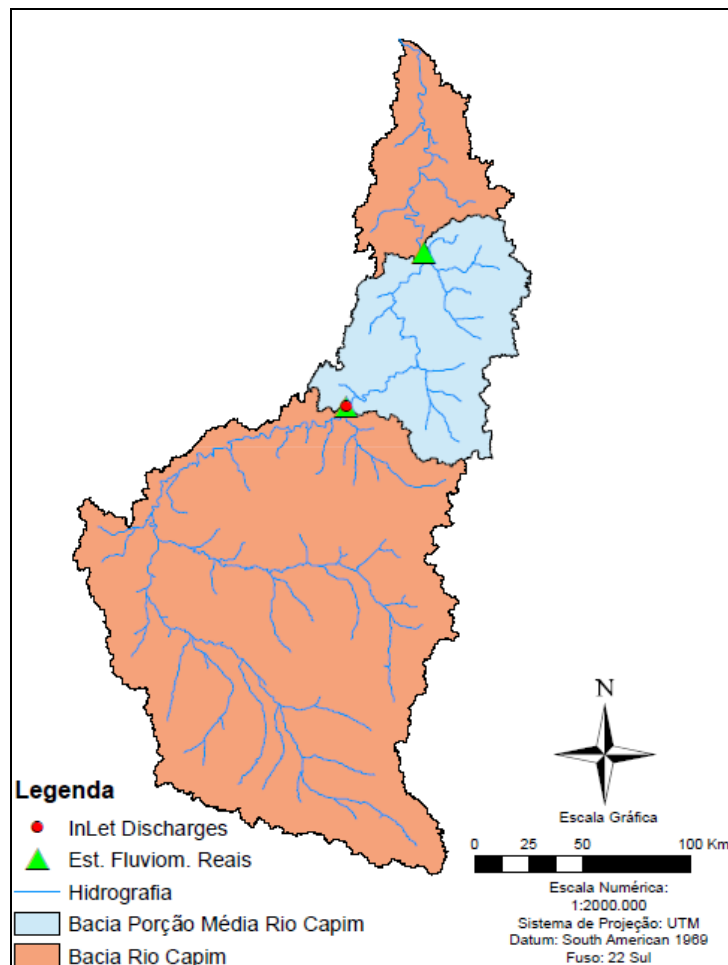 N
Escala Gráfica
0 25 50 100 Km
Escala Numérica:
1:2000.000
Sistema de Projeção: UTM
Datum: South American 1969
Fuso: 22 Sul
Legenda
InLet Discharges
Est. Fluviom. Reais
Hidrografia
Bacia Porção Média Rio Capim
Bacia Rio Capim